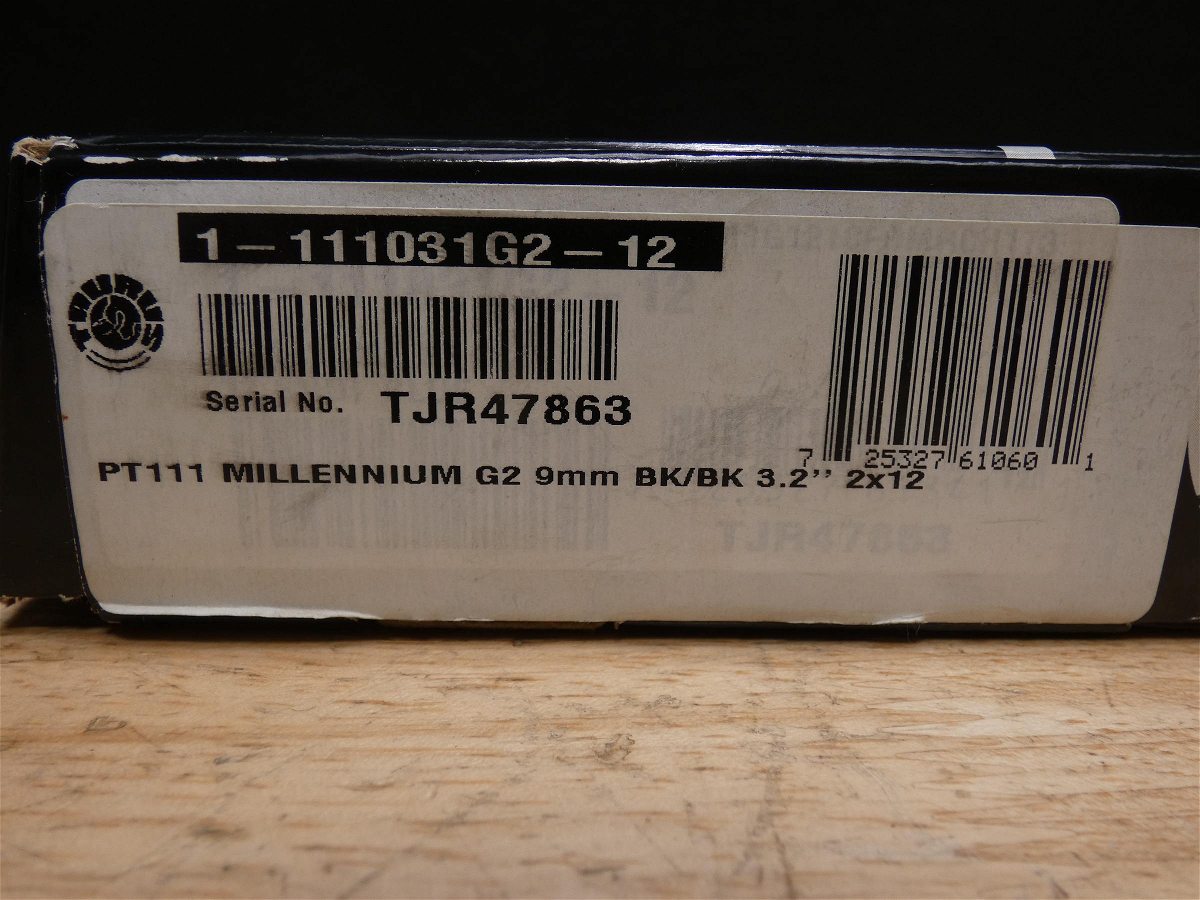 1-111031G2-12
TAURUS
Serial No. TJR47863
7 25327 61060 1
PT111 MILLENNIUM G2 9mm BK/BK 3.2" 2x12
TJR47863